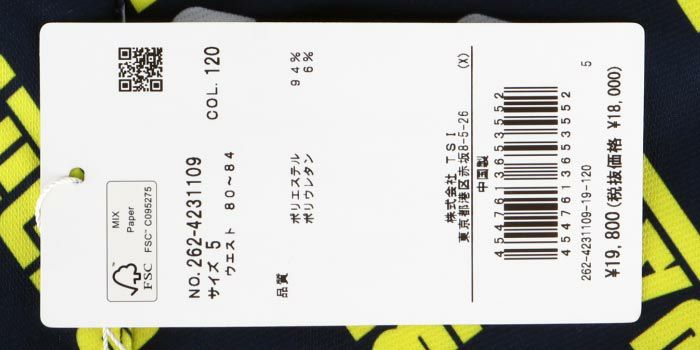 COL. 120
NO.262-4231109
サイズ 5
ウエスト 80～84
品質 ポリエステル 94%
ポリウレタン 6%
株式会社 TSI (X)
東京都港区赤坂8-5-26
中国製
4547613653552
4547613653552
5
262-4231109-19-120
¥19,800(税抜価格 ¥18,000)
MIX
Paper
FSC™ C095275
FSC